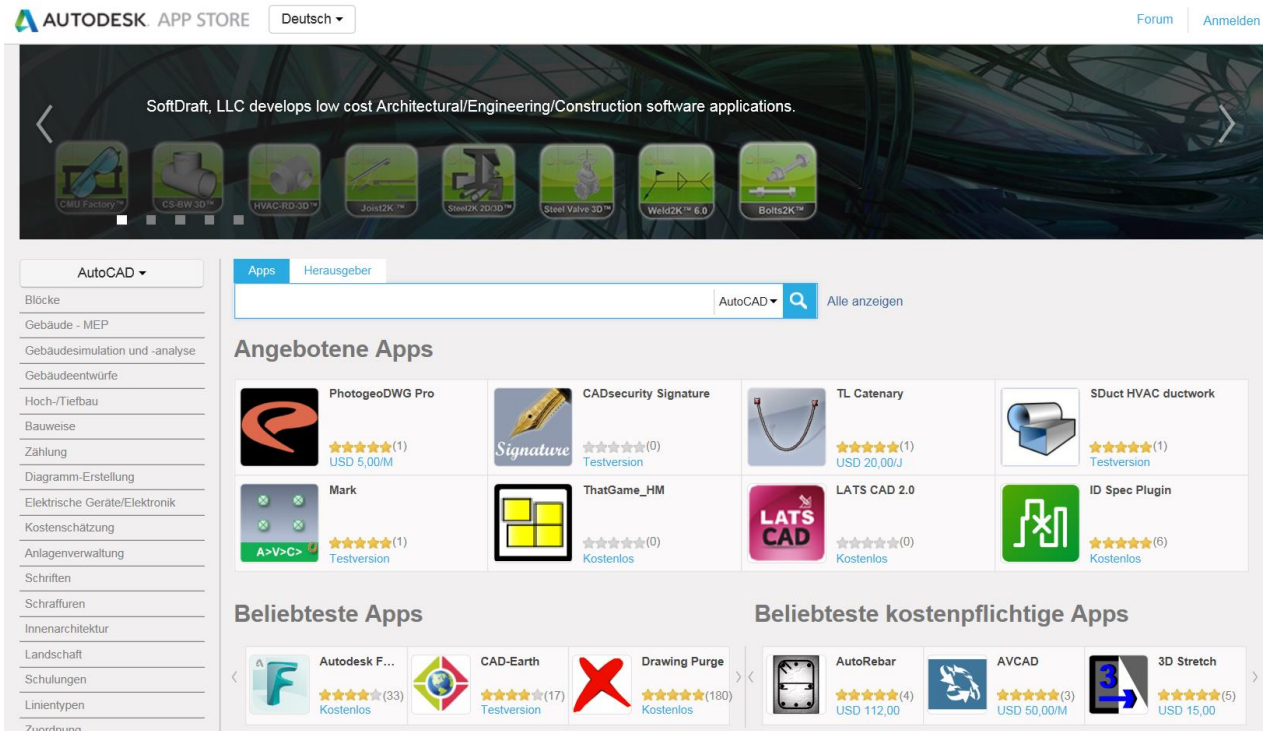 AUTODESK. APP STORE
Deutsch
Forum
Anmelden
SoftDraft, LLC develops low cost Architectural/Engineering/Construction software applications.
CMU Factory™
CS-BW 3D™
HVAC-RD-3D™
Joist2K ™
Steel2K 2D/3D™
Steel Valve 3D™
Weld2K™ 6.0
Bolts2K™
AutoCAD
Blöcke
Gebäude - MEP
Gebäudesimulation und -analyse
Gebäudeentwürfe
Hoch-/Tiefbau
Bauweise
Zählung
Diagramm-Erstellung
Elektrische Geräte/Elektronik
Kostenschätzung
Anlagenverwaltung
Schriften
Schraffuren
Innenarchitektur
Landschaft
Schulungen
Linientypen
Zuordnung
Apps
Herausgeber
AutoCAD
Alle anzeigen
Angebotene Apps
PhotogeoDWG Pro
(1)
USD 5,00/M
Signature
CADsecurity Signature
(0)
Testversion
TL Catenary
(1)
USD 20,00/J
SDuct HVAC ductwork
(1)
Testversion
A>V>C>
Mark
(1)
Testversion
ThatGame_HM
(0)
Kostenlos
LATS CAD
LATS CAD 2.0
(0)
Kostenlos
ID Spec Plugin
(6)
Kostenlos
Beliebteste Apps
Autodesk F...
(33)
Kostenlos
CAD-Earth
(17)
Testversion
Drawing Purge
(180)
Kostenlos
Beliebteste kostenpflichtige Apps
AutoRebar
(4)
USD 112,00
AVCAD
(3)
USD 50,00/M
3
3D Stretch
(5)
USD 15,00